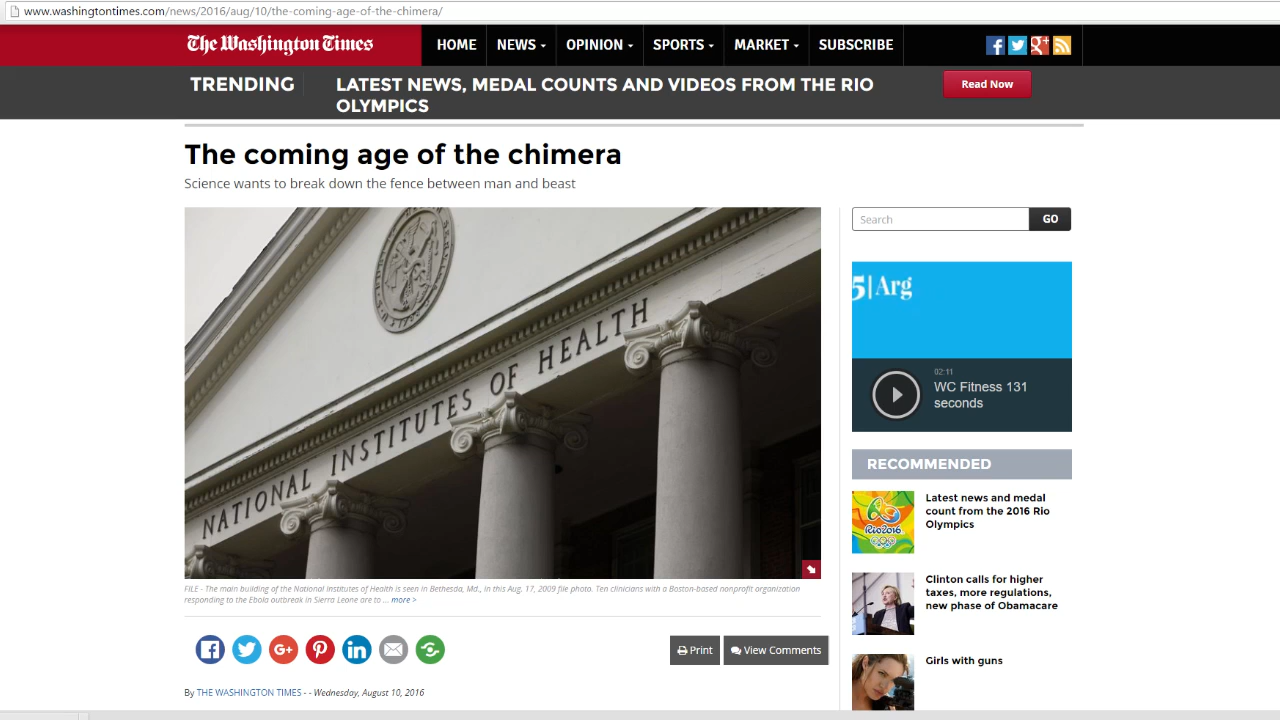 www.washingtontimes.com/news/2016/aug/10/the-coming-age-of-the-chimera/
The Washington Times
HOME NEWS OPINION SPORTS MARKET SUBSCRIBE
TRENDING
LATEST NEWS, MEDAL COUNTS AND VIDEOS FROM THE RIO
OLYMPICS
Read Now
The coming age of the chimera
Science wants to break down the fence between man and beast
NATIONAL INSTITUTES OF HEALTH
FILE - The main building of the National Institutes of Health is seen in Bethesda, Md., in this Aug. 17, 2009 file photo. Ten clinicians with a Boston-based nonprofit organization
responding to the Ebola outbreak in Sierra Leone are to ... more >
Print
View Comments
By THE WASHINGTON TIMES - - Wednesday, August 10, 2016
Search
GO
5| Arg
02:11
WC Fitness 131
seconds
RECOMMENDED
Rio2016
Latest news and medal
count from the 2016 Rio
Olympics
Clinton calls for higher
taxes, more regulations,
new phase of Obamacare
Girls with guns